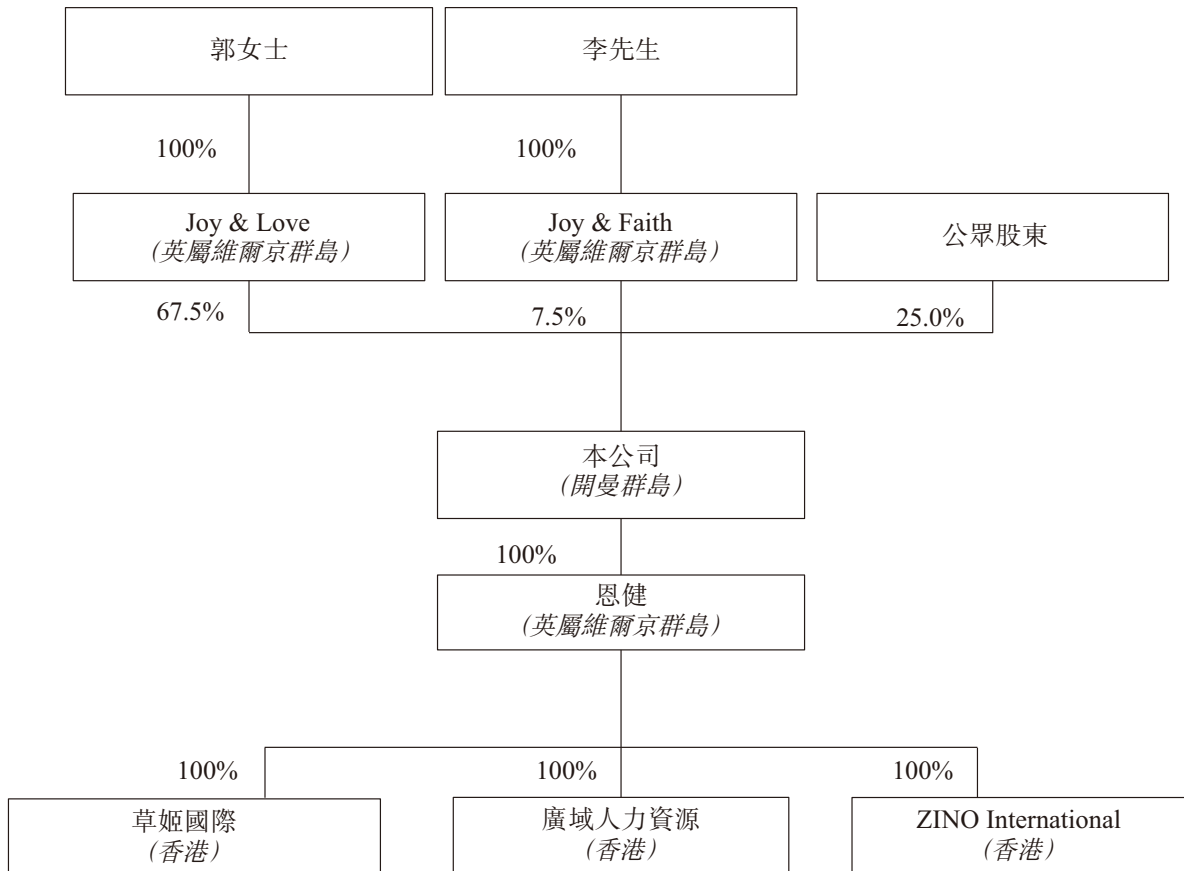 郭女士
李先生
100%
100%
Joy & Love
(英屬維爾京群島)
Joy & Faith
(英屬維爾京群島)
公眾股東
67.5%
7.5%
25.0%
本公司
(開曼群島)
100%
恩健
(英屬維爾京群島)
100%
100%
100%
草姬國際
(香港)
廣域人力資源
(香港)
ZINO International
(香港)